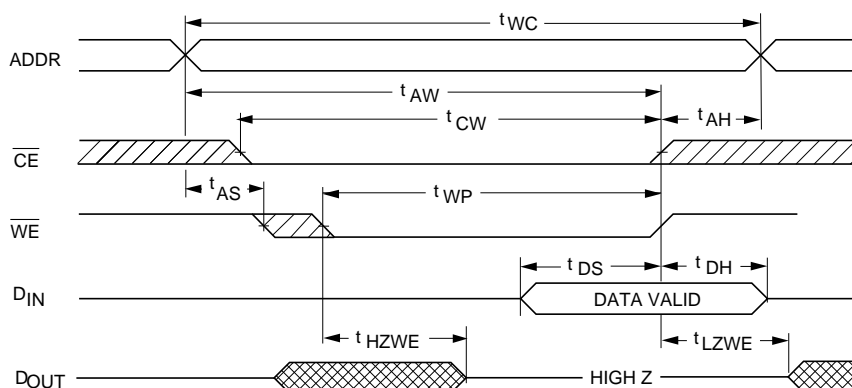 t WC
ADDR
t AW
t CW
t AH
CE
t AS
t WP
WE
t DS
t DH
DIN
DATA VALID
t HZWE
t LZWE
DOUT
HIGH Z